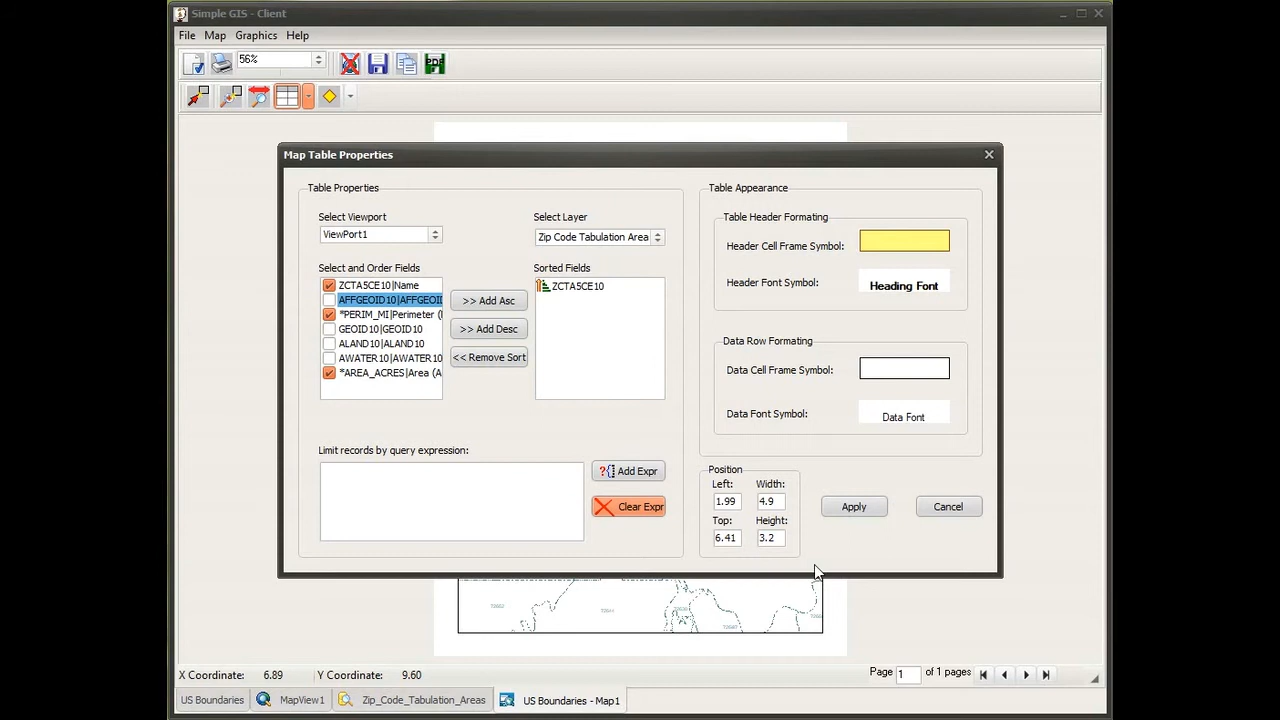 Simple GIS - Client
File Map Graphics Help
56%
PDF
Map Table Properties
Table Properties
Select Viewport
ViewPort1
Select Layer
Zip Code Tabulation Area
Select and Order Fields
ZCTA5CE10|Name
AFFGEOID10|AFFGEOID
*PERIM_MI|Perimeter (
GEOID10|GEOID10
ALAND10|ALAND10
AWATER10|AWATER10
*AREA_ACRES|Area (A
>> Add Asc
>> Add Desc
<< Remove Sort
Sorted Fields
ZCTA5CE10
Limit records by query expression:
Add Expr
Clear Expr
Table Appearance
Table Header Formating
Header Cell Frame Symbol:
Header Font Symbol:
Heading Font
Data Row Formating
Data Cell Frame Symbol:
Data Font Symbol:
Data Font
Position
Left: Width:
1.99 4.9
Top: Height:
6.41 3.2
Apply
Cancel
X Coordinate: 6.89 Y Coordinate: 9.60
Page 1 of 1 pages
US Boundaries MapView1 Zip_Code_Tabulation_Areas US Boundaries - Map1